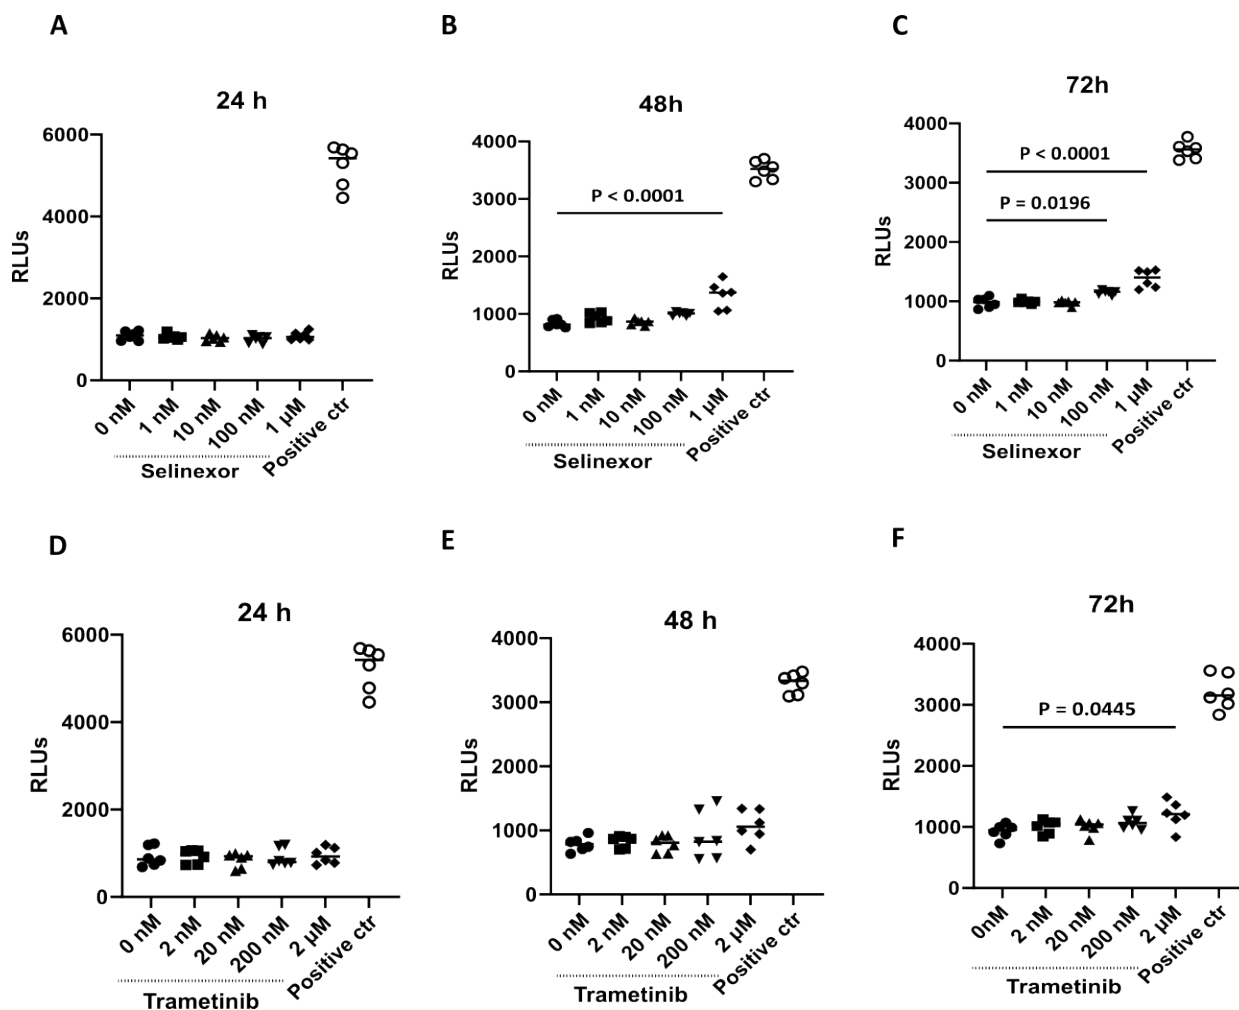 A
24 h
6000
4000
2000
0
RLUs
0 nM
1 nM
10 nM
100 nM
1 µM
Positive ctr
Selinexor
B
48h
4000
3000
2000
1000
0
RLUs
P < 0.0001
0 nM
1 nM
10 nM
100 nM
1 µM
Positive ctr
Selinexor
C
72h
4000
3000
2000
1000
0
RLUs
P < 0.0001
P = 0.0196
0 nM
1 nM
10 nM
100 nM
1 µM
Positive ctr
Selinexor
D
24 h
6000
4000
2000
0
RLUs
0 nM
2 nM
20 nM
200 nM
2 µM
Positive ctr
Trametinib
E
48 h
4000
3000
2000
1000
0
RLUs
0 nM
2 nM
20 nM
200 nM
2 µM
Positive ctr
Trametinib
F
72h
4000
3000
2000
1000
0
RLUs
P = 0.0445
0nM
2 nM
20 nM
200 nM
2 µM
Positive ctr
Trametinib